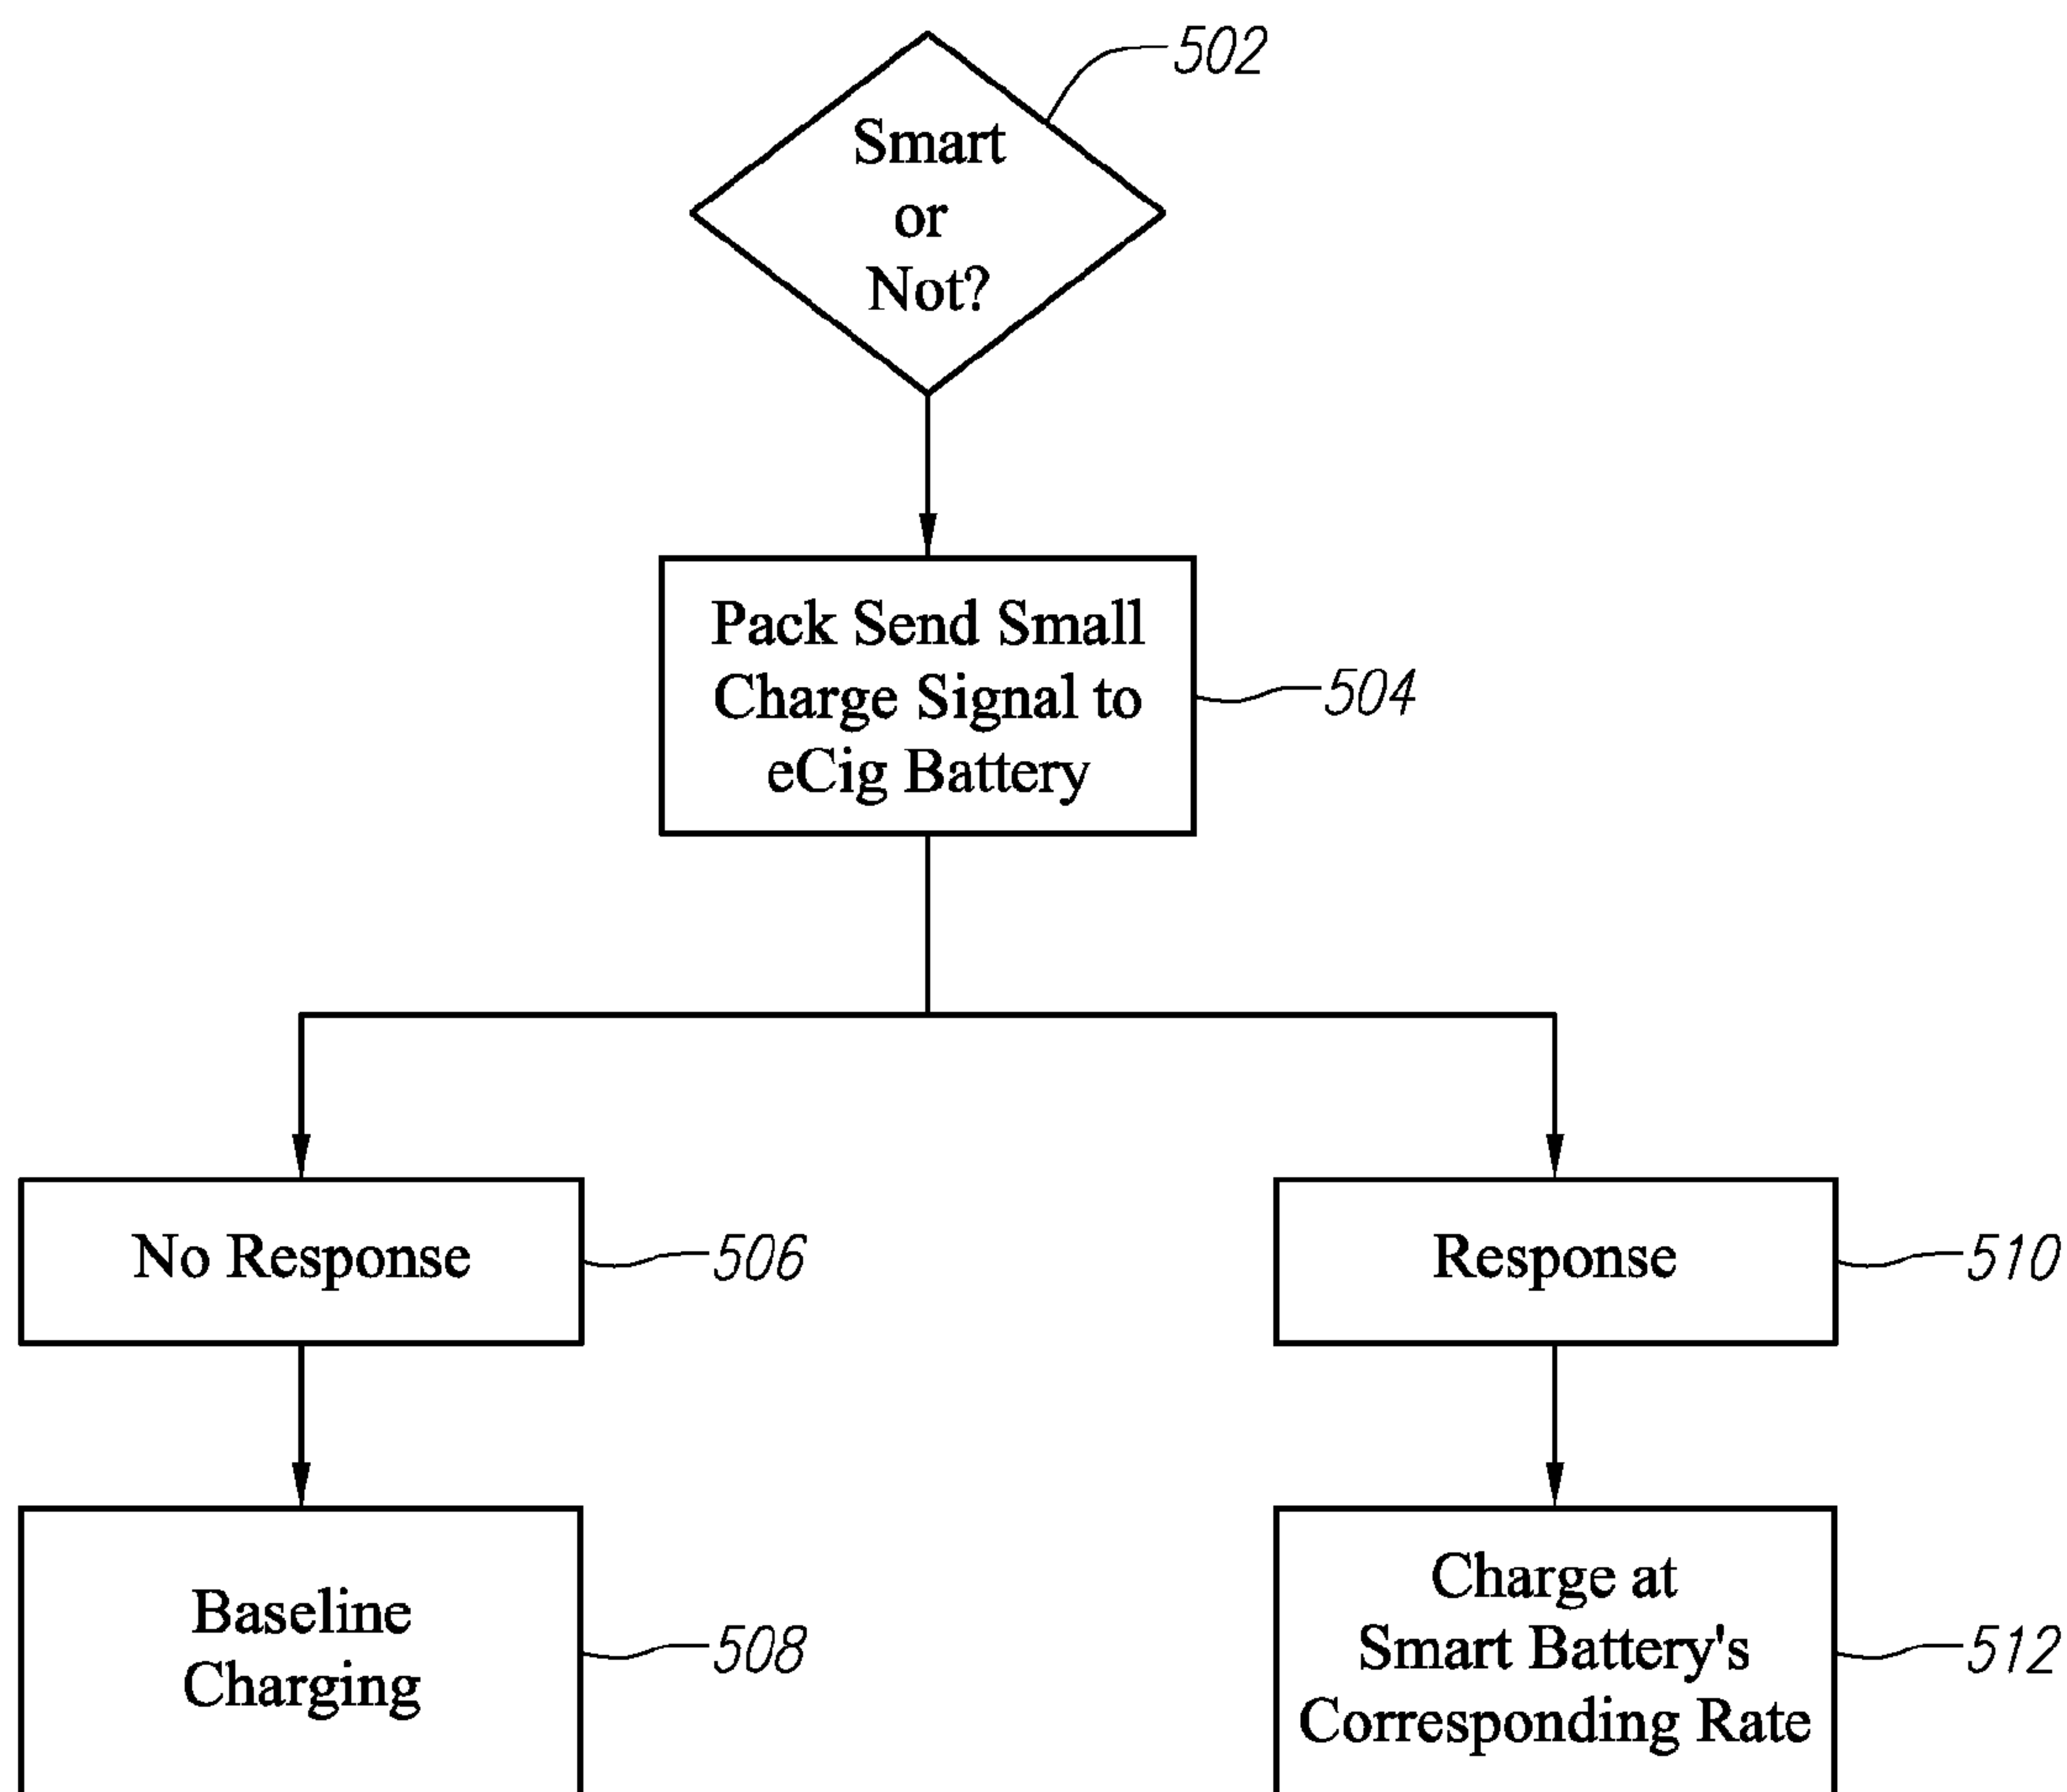 502
Smart
or
Not?
Pack Send Small
Charge Signal to
eCig Battery
504
No Response
506
Response
510
Baseline
Charging
508
Charge at
Smart Battery's
Corresponding Rate
512